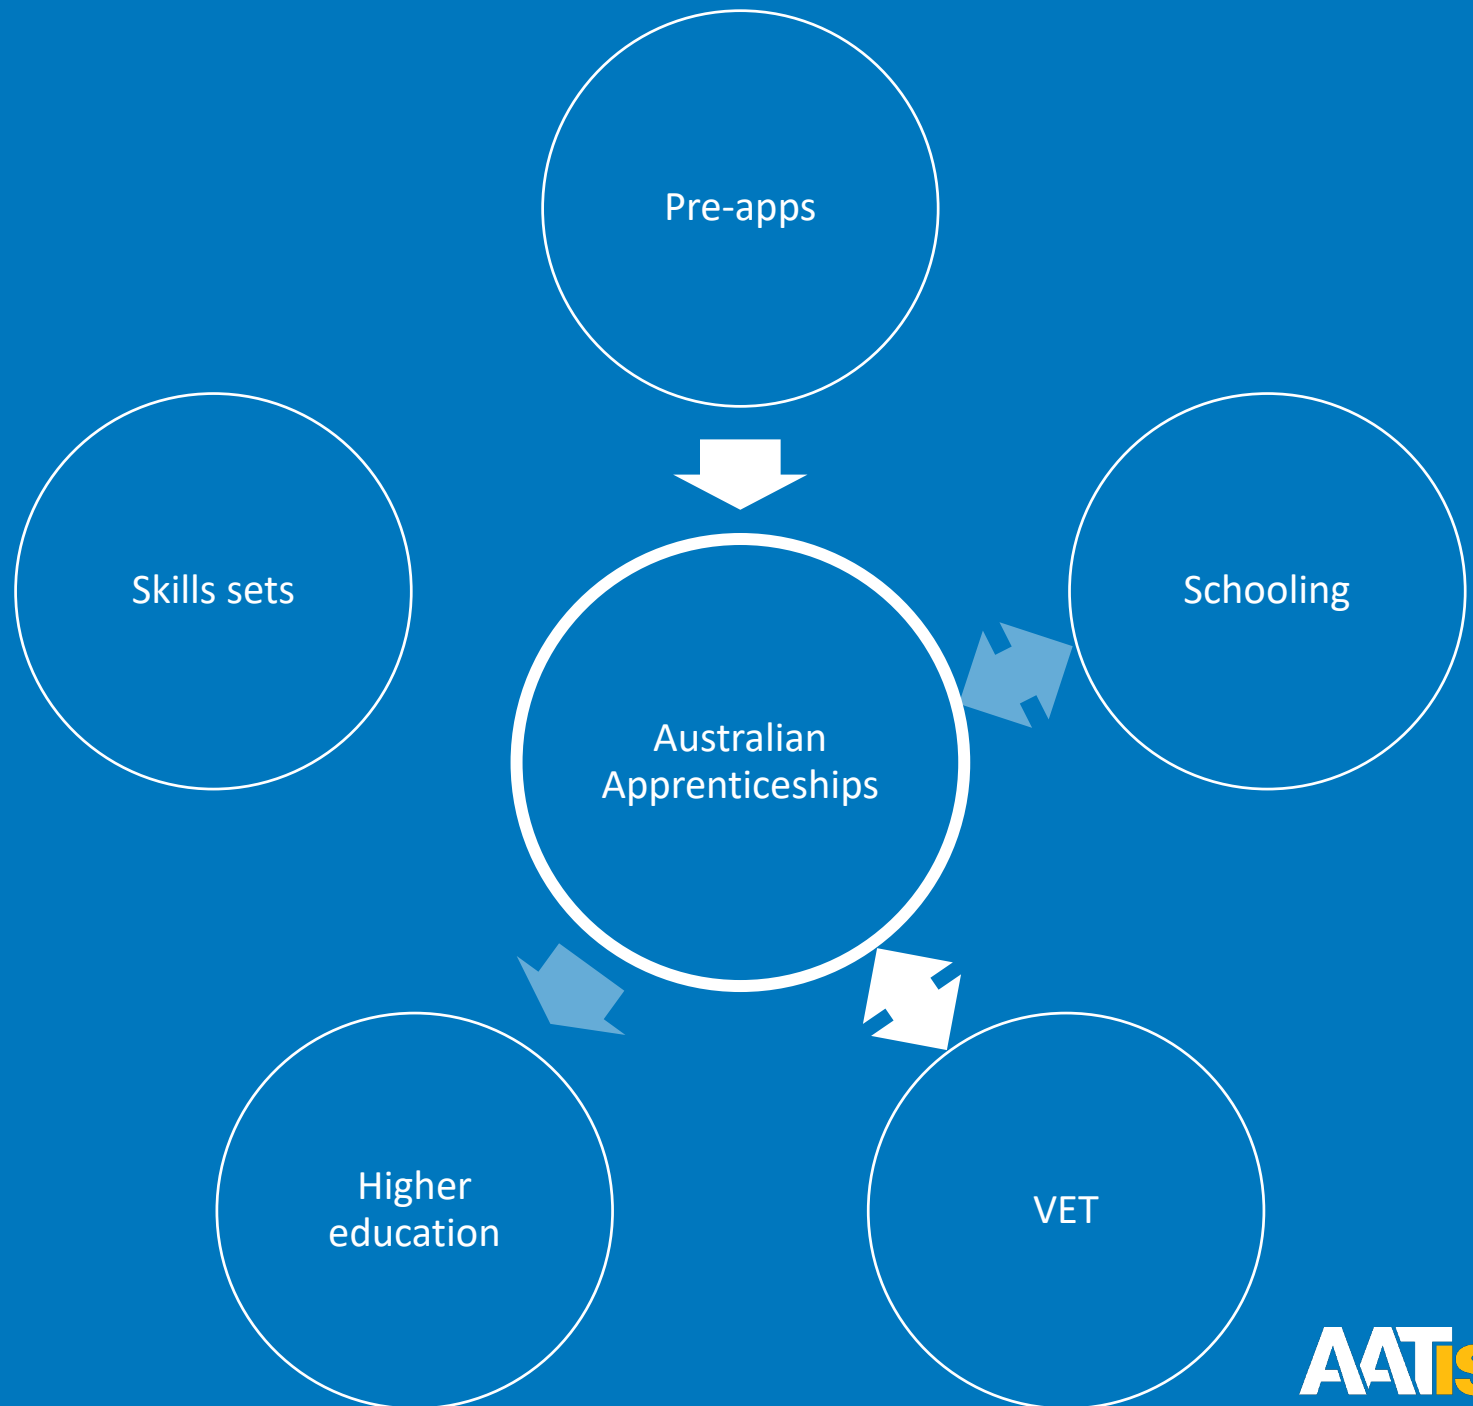 Pre-apps
Skills sets
Schooling
Australian
Apprenticeships
Higher
education
VET
AATis